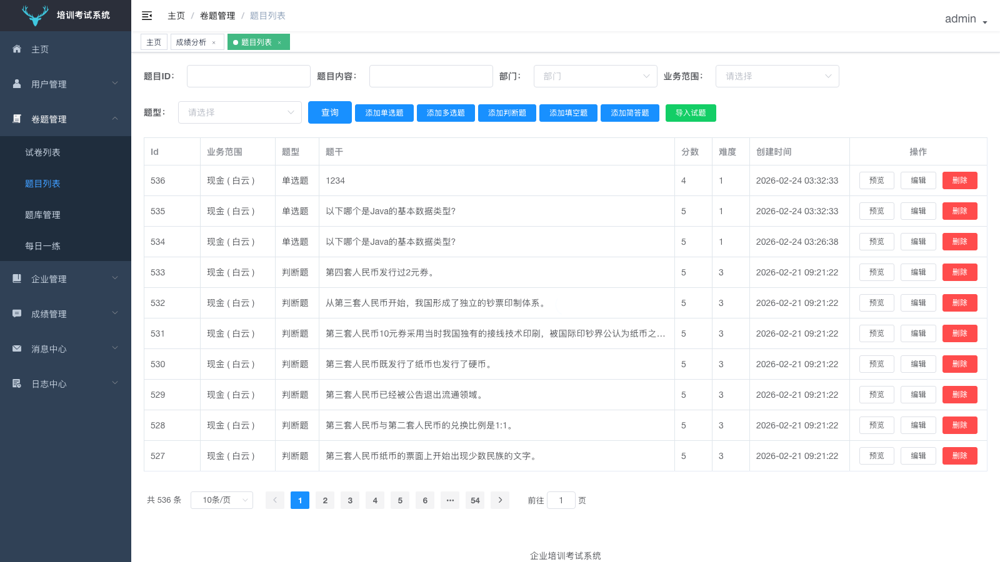 培训考试系统
主页 / 卷题管理 / 题目列表
admin
主页 成绩分析 × 题目列表 ×
主页
用户管理
卷题管理
试卷列表
题目列表
题库管理
每日一练
企业管理
成绩管理
消息中心
日志中心
题目ID： 题目内容： 部门： 部门 业务范围： 请选择
题型： 请选择 查询 添加单选题 添加多选题 添加判断题 添加填空题 添加简答题 导入试题
Id 业务范围 题型 题干 分数 难度 创建时间 操作
536 现金 ( 白云 ) 单选题 1234 4 1 2026-02-24 03:32:33 预览 编辑 删除
535 现金 ( 白云 ) 单选题 以下哪个是Java的基本数据类型? 5 1 2026-02-24 03:32:33 预览 编辑 删除
534 现金 ( 白云 ) 单选题 以下哪个是Java的基本数据类型? 5 1 2026-02-24 03:26:38 预览 编辑 删除
533 现金 ( 白云 ) 判断题 第四套人民币发行过2元券。 5 3 2026-02-21 09:21:22 预览 编辑 删除
532 现金 ( 白云 ) 判断题 从第三套人民币开始，我国形成了独立的钞票印制体系。 5 3 2026-02-21 09:21:22 预览 编辑 删除
531 现金 ( 白云 ) 判断题 第三套人民币10元券采用当时我国独有的接线技术印刷，被国际印钞界公认为纸币之... 5 3 2026-02-21 09:21:22 预览 编辑 删除
530 现金 ( 白云 ) 判断题 第三套人民币既发行了纸币也发行了硬币。 5 3 2026-02-21 09:21:22 预览 编辑 删除
529 现金 ( 白云 ) 判断题 第三套人民币已经被公告退出流通领域。 5 3 2026-02-21 09:21:22 预览 编辑 删除
528 现金 ( 白云 ) 判断题 第三套人民币与第二套人民币的兑换比例是1:1。 5 3 2026-02-21 09:21:22 预览 编辑 删除
527 现金 ( 白云 ) 判断题 第三套人民币纸币的票面上开始出现少数民族的文字。 5 3 2026-02-21 09:21:22 预览 编辑 删除
共 536 条 10条/页 1 2 3 4 5 6 ... 54 前往 1 页
企业培训考试系统